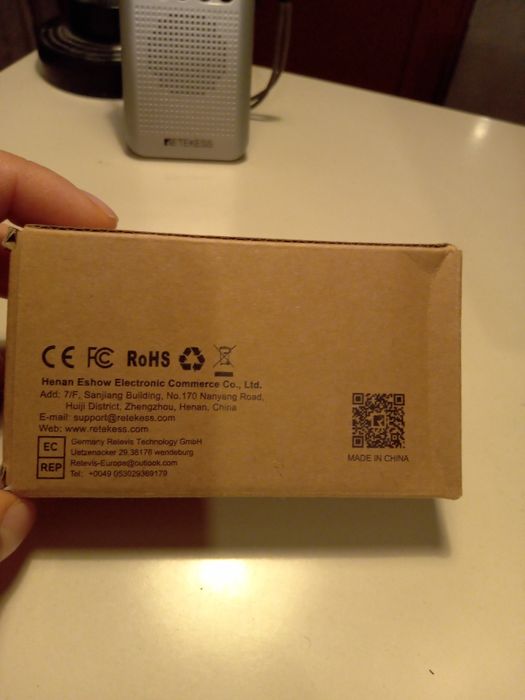 RETEKESS
CE FC RoHS
Henan Eshow Electronic Commerce Co., Ltd.
Add: 7/F, Sanjiang Building, No.170 Nanyang Road,
Huiji District, Zhengzhou, Henan, China
E-mail: support@retekess.com
Web: www.retekess.com
EC REP
Germany Retevis Technology GmbH
Uetzenacker 29,38176 wendeburg
Retevis-Europe@outlook.com
Tel: +0049 053029369179
MADE IN CHINA